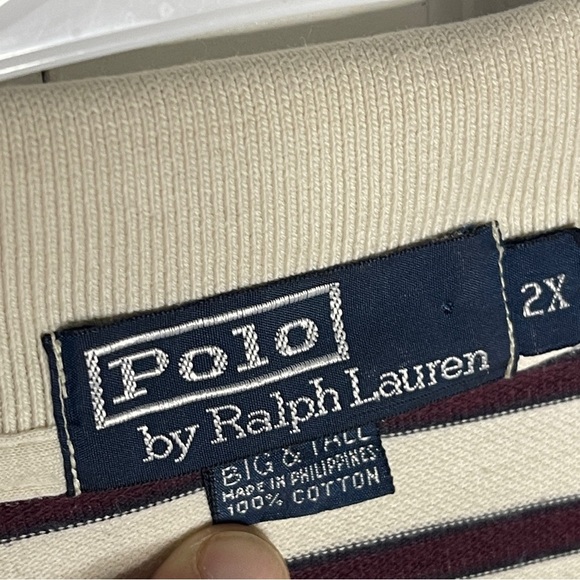 Polo
by Ralph Lauren
2X
BIG & TALL
MADE IN PHILIPPINES
100% COTTON